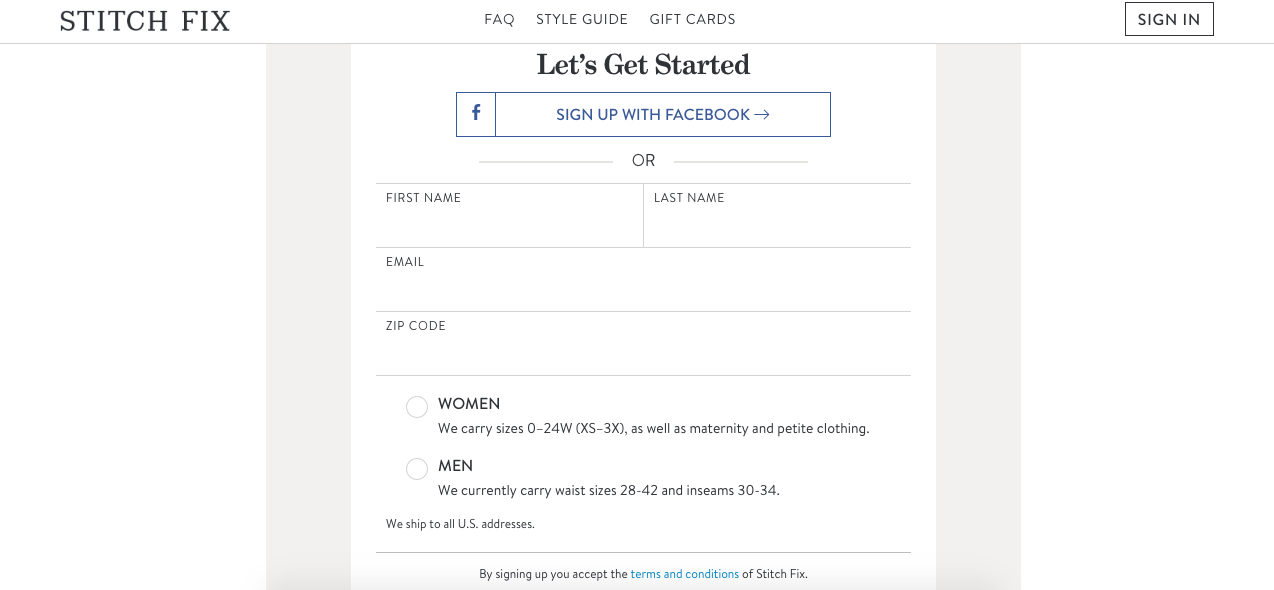 STITCH FIX
FAQ STYLE GUIDE GIFT CARDS
SIGN IN
Let's Get Started
f SIGN UP WITH FACEBOOK →
OR
FIRST NAME
LAST NAME
EMAIL
ZIP CODE
WOMEN
We carry sizes 0–24W (XS–3X), as well as maternity and petite clothing.
MEN
We currently carry waist sizes 28-42 and inseams 30-34.
We ship to all U.S. addresses.
By signing up you accept the terms and conditions of Stitch Fix.